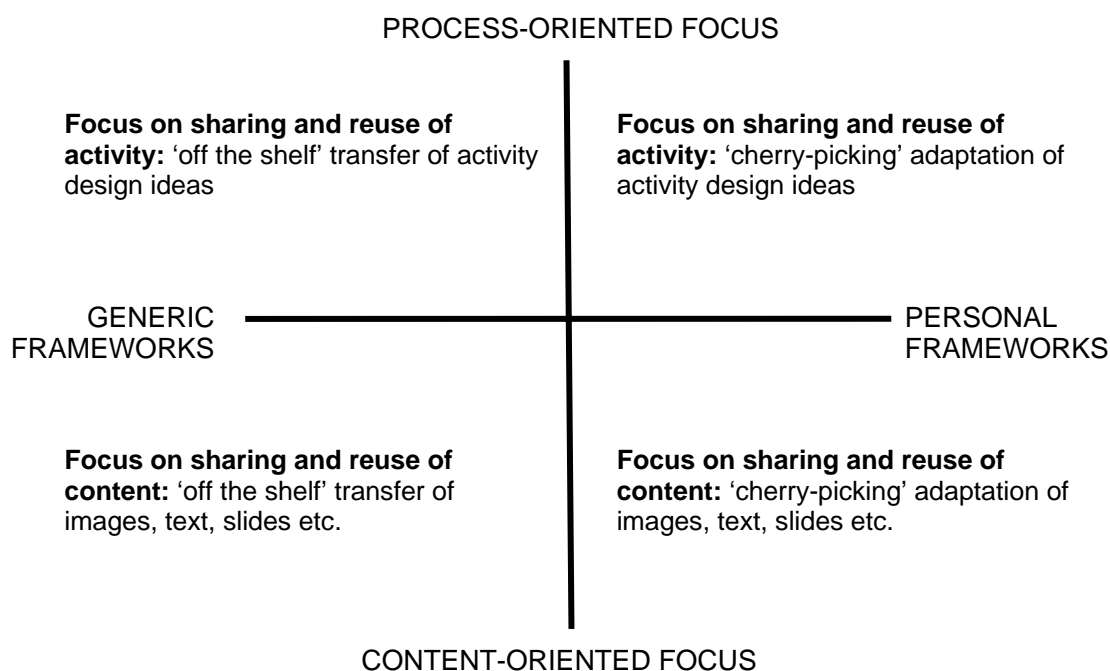 PROCESS-ORIENTED FOCUS
Focus on sharing and reuse of
activity: ‘off the shelf’ transfer of activity
design ideas
Focus on sharing and reuse of
activity: ‘cherry-picking’ adaptation of
activity design ideas
GENERIC
FRAMEWORKS
PERSONAL
FRAMEWORKS
Focus on sharing and reuse of
content: ‘off the shelf’ transfer of
images, text, slides etc.
Focus on sharing and reuse of
content: ‘cherry-picking’ adaptation of
images, text, slides etc.
CONTENT-ORIENTED FOCUS